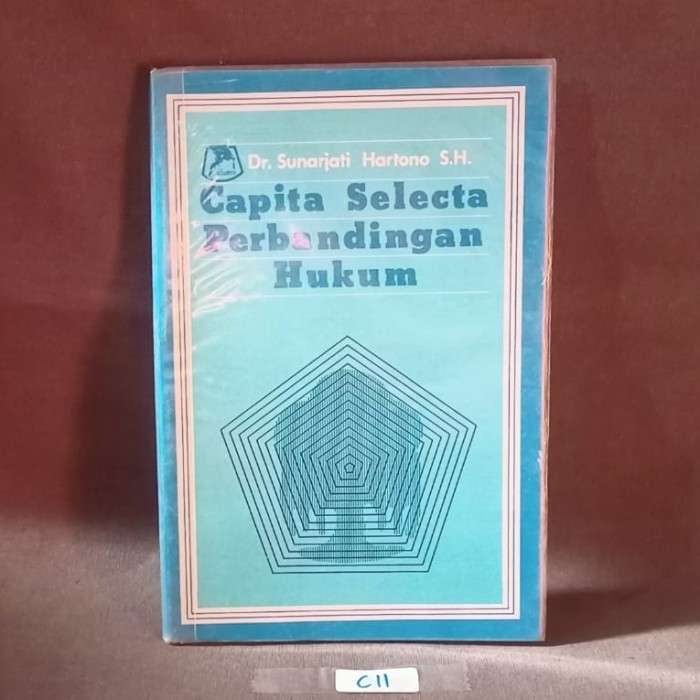 Dr. Sunarjati Hartono S.H.
Capita Selecta
Perbandingan
Hukum
C11